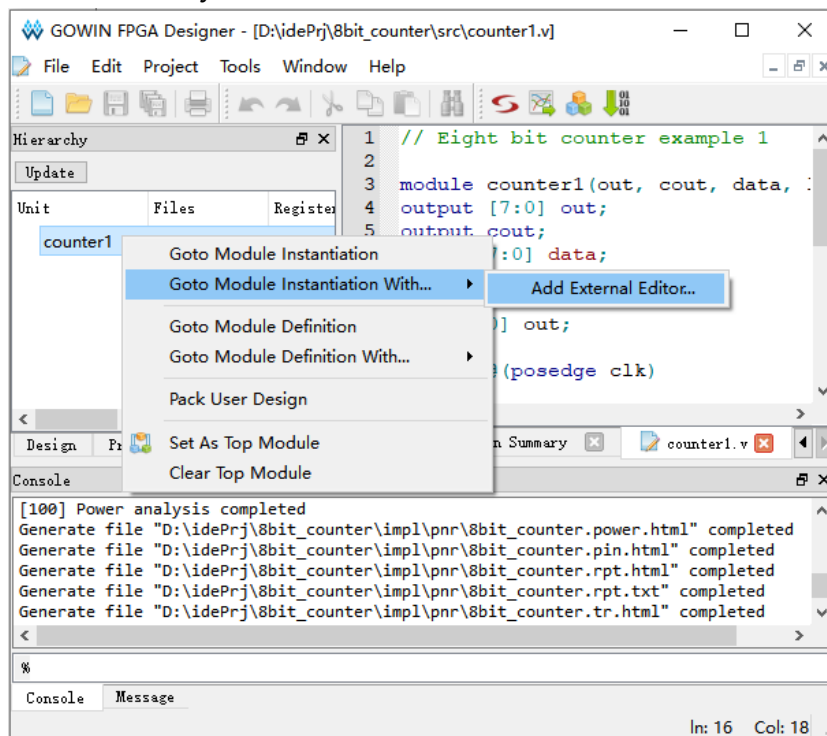 GOWIN FPGA Designer - [D:\idePrj\8bit_counter\src\counter1.v]
File Edit Project Tools Window Help
Hierarchy
Update
Unit Files Register
counter1
1 // Eight bit counter example 1
2
3 module counter1(out, cout, data,
4 output [7:0] out;
5 output cout;
:0] data;
] out;
(posedge clk)
Goto Module Instantiation
Goto Module Instantiation With...
Add External Editor...
Goto Module Definition
Goto Module Definition With...
Pack User Design
Set As Top Module
Clear Top Module
Design
n Summary
counter1.v
Console
[100] Power analysis completed
Generate file "D:\idePrj\8bit_counter\impl\pnr\8bit_counter.power.html" completed
Generate file "D:\idePrj\8bit_counter\impl\pnr\8bit_counter.pin.html" completed
Generate file "D:\idePrj\8bit_counter\impl\pnr\8bit_counter.rpt.html" completed
Generate file "D:\idePrj\8bit_counter\impl\pnr\8bit_counter.rpt.txt" completed
Generate file "D:\idePrj\8bit_counter\impl\pnr\8bit_counter.tr.html" completed
%
Console Message
ln: 16 Col: 18